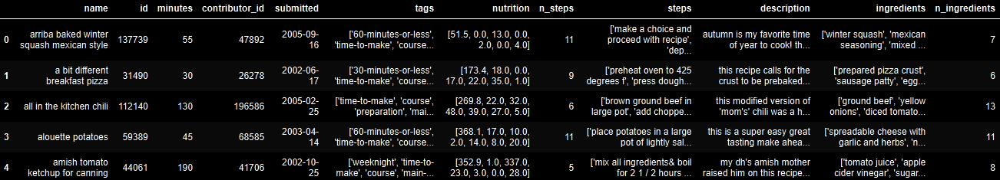 name id minutes contributor_id submitted tags nutrition n_steps steps description ingredients n_ingredients
0 arriba baked winter squash mexican style 137739 55 47892 2005-09-16 ['60-minutes-or-less', 'time-to-make', 'course... [51.5, 0.0, 13.0, 0.0, 2.0, 0.0, 4.0] 11 ['make a choice and proceed with recipe', 'dep... autumn is my favorite time of year to cook! th... ['winter squash', 'mexican seasoning', 'mixed ... 7
1 a bit different breakfast pizza 31490 30 26278 2002-06-17 ['30-minutes-or-less', 'time-to-make', 'course... [173.4, 18.0, 0.0, 17.0, 22.0, 35.0, 1.0] 9 ['preheat oven to 425 degrees f', 'press dough... this recipe calls for the crust to be prebaked... ['prepared pizza crust', 'sausage patty', 'egg... 6
2 all in the kitchen chili 112140 130 196586 2005-02-25 ['time-to-make', 'course', 'preparation', 'mai... [269.8, 22.0, 32.0, 48.0, 39.0, 27.0, 5.0] 6 ['brown ground beef in large pot', 'add choppe... this modified version of 'mom's' chili was a h... ['ground beef', 'yellow onions', 'diced tomato... 13
3 alouette potatoes 59389 45 68585 2003-04-14 ['60-minutes-or-less', 'time-to-make', 'course... [368.1, 17.0, 10.0, 2.0, 14.0, 8.0, 20.0] 11 ['place potatoes in a large pot of lightly sal... this is a super easy great tasting make ahea... ['spreadable cheese with garlic and herbs', 'n... 11
4 amish tomato ketchup for canning 44061 190 41706 2002-10-25 ['weeknight', 'time-to-make', 'course', 'main-... [352.9, 1.0, 337.0, 23.0, 3.0, 0.0, 28.0] 5 ['mix all ingredients& boil for 2 1 / 2 hours ... my dh's amish mother raised him on this recipe... ['tomato juice', 'apple cider vinegar', 'sugar... 8